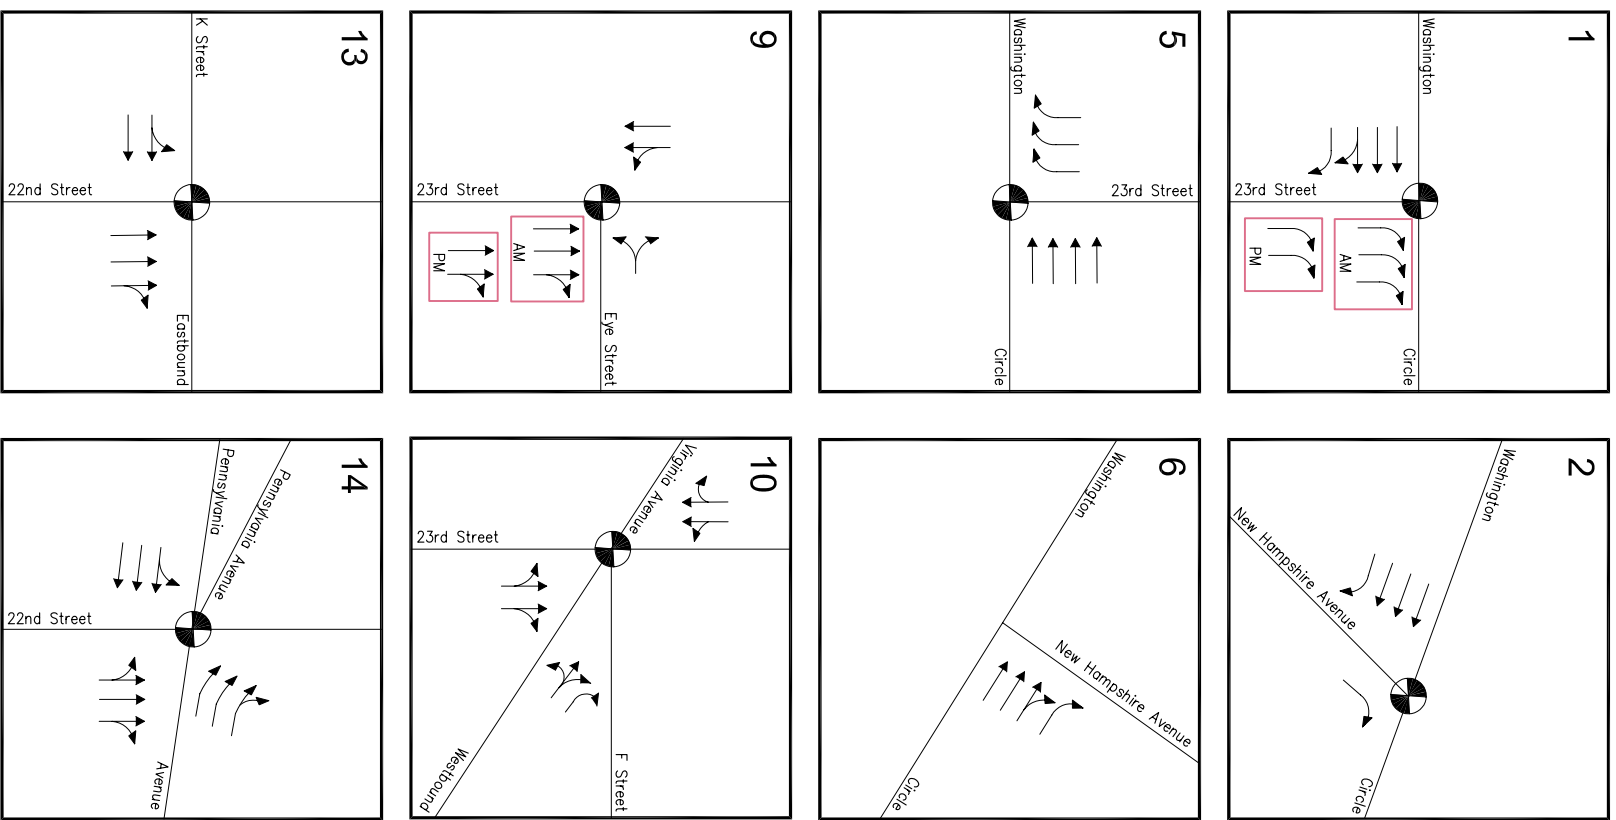 13
K Street
22nd Street
Eastbound
9
23rd Street
AM
PM
Eye Street
5
Washington
23rd Street
Circle
1
Washington
23rd Street
AM
PM
Circle
14
Pennsylvania
Pennsylvania Avenue
22nd Street
Avenue
10
Virginia Avenue
23rd Street
Westbound
F Street
6
Washington
New Hampshire Avenue
Circle
2
Washington
New Hampshire Avenue
Circle